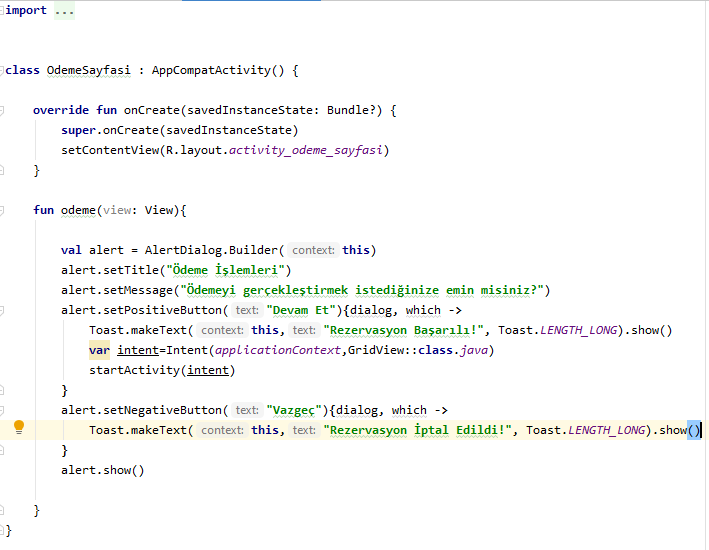 import ...
class OdemeSayfasi : AppCompatActivity() {
override fun onCreate(savedInstanceState: Bundle?) {
super.onCreate(savedInstanceState)
setContentView(R.layout.activity_odeme_sayfasi)
}
fun odeme(view: View){
val alert = AlertDialog.Builder( context: this)
alert.setTitle("Ödeme İşlemleri")
alert.setMessage("Ödemeyi gerçekleştirmek istediğinize emin misiniz?")
alert.setPositiveButton( text: "Devam Et"){dialog, which ->
Toast.makeText( context: this, text: "Rezervasyon Başarılı!", Toast.LENGTH_LONG).show()
var intent=Intent(applicationContext,GridView::class.java)
startActivity(intent)
}
alert.setNegativeButton( text: "Vazgeç"){dialog, which ->
Toast.makeText( context: this, text: "Rezervasyon İptal Edildi!", Toast.LENGTH_LONG).show()
}
alert.show()
}
}